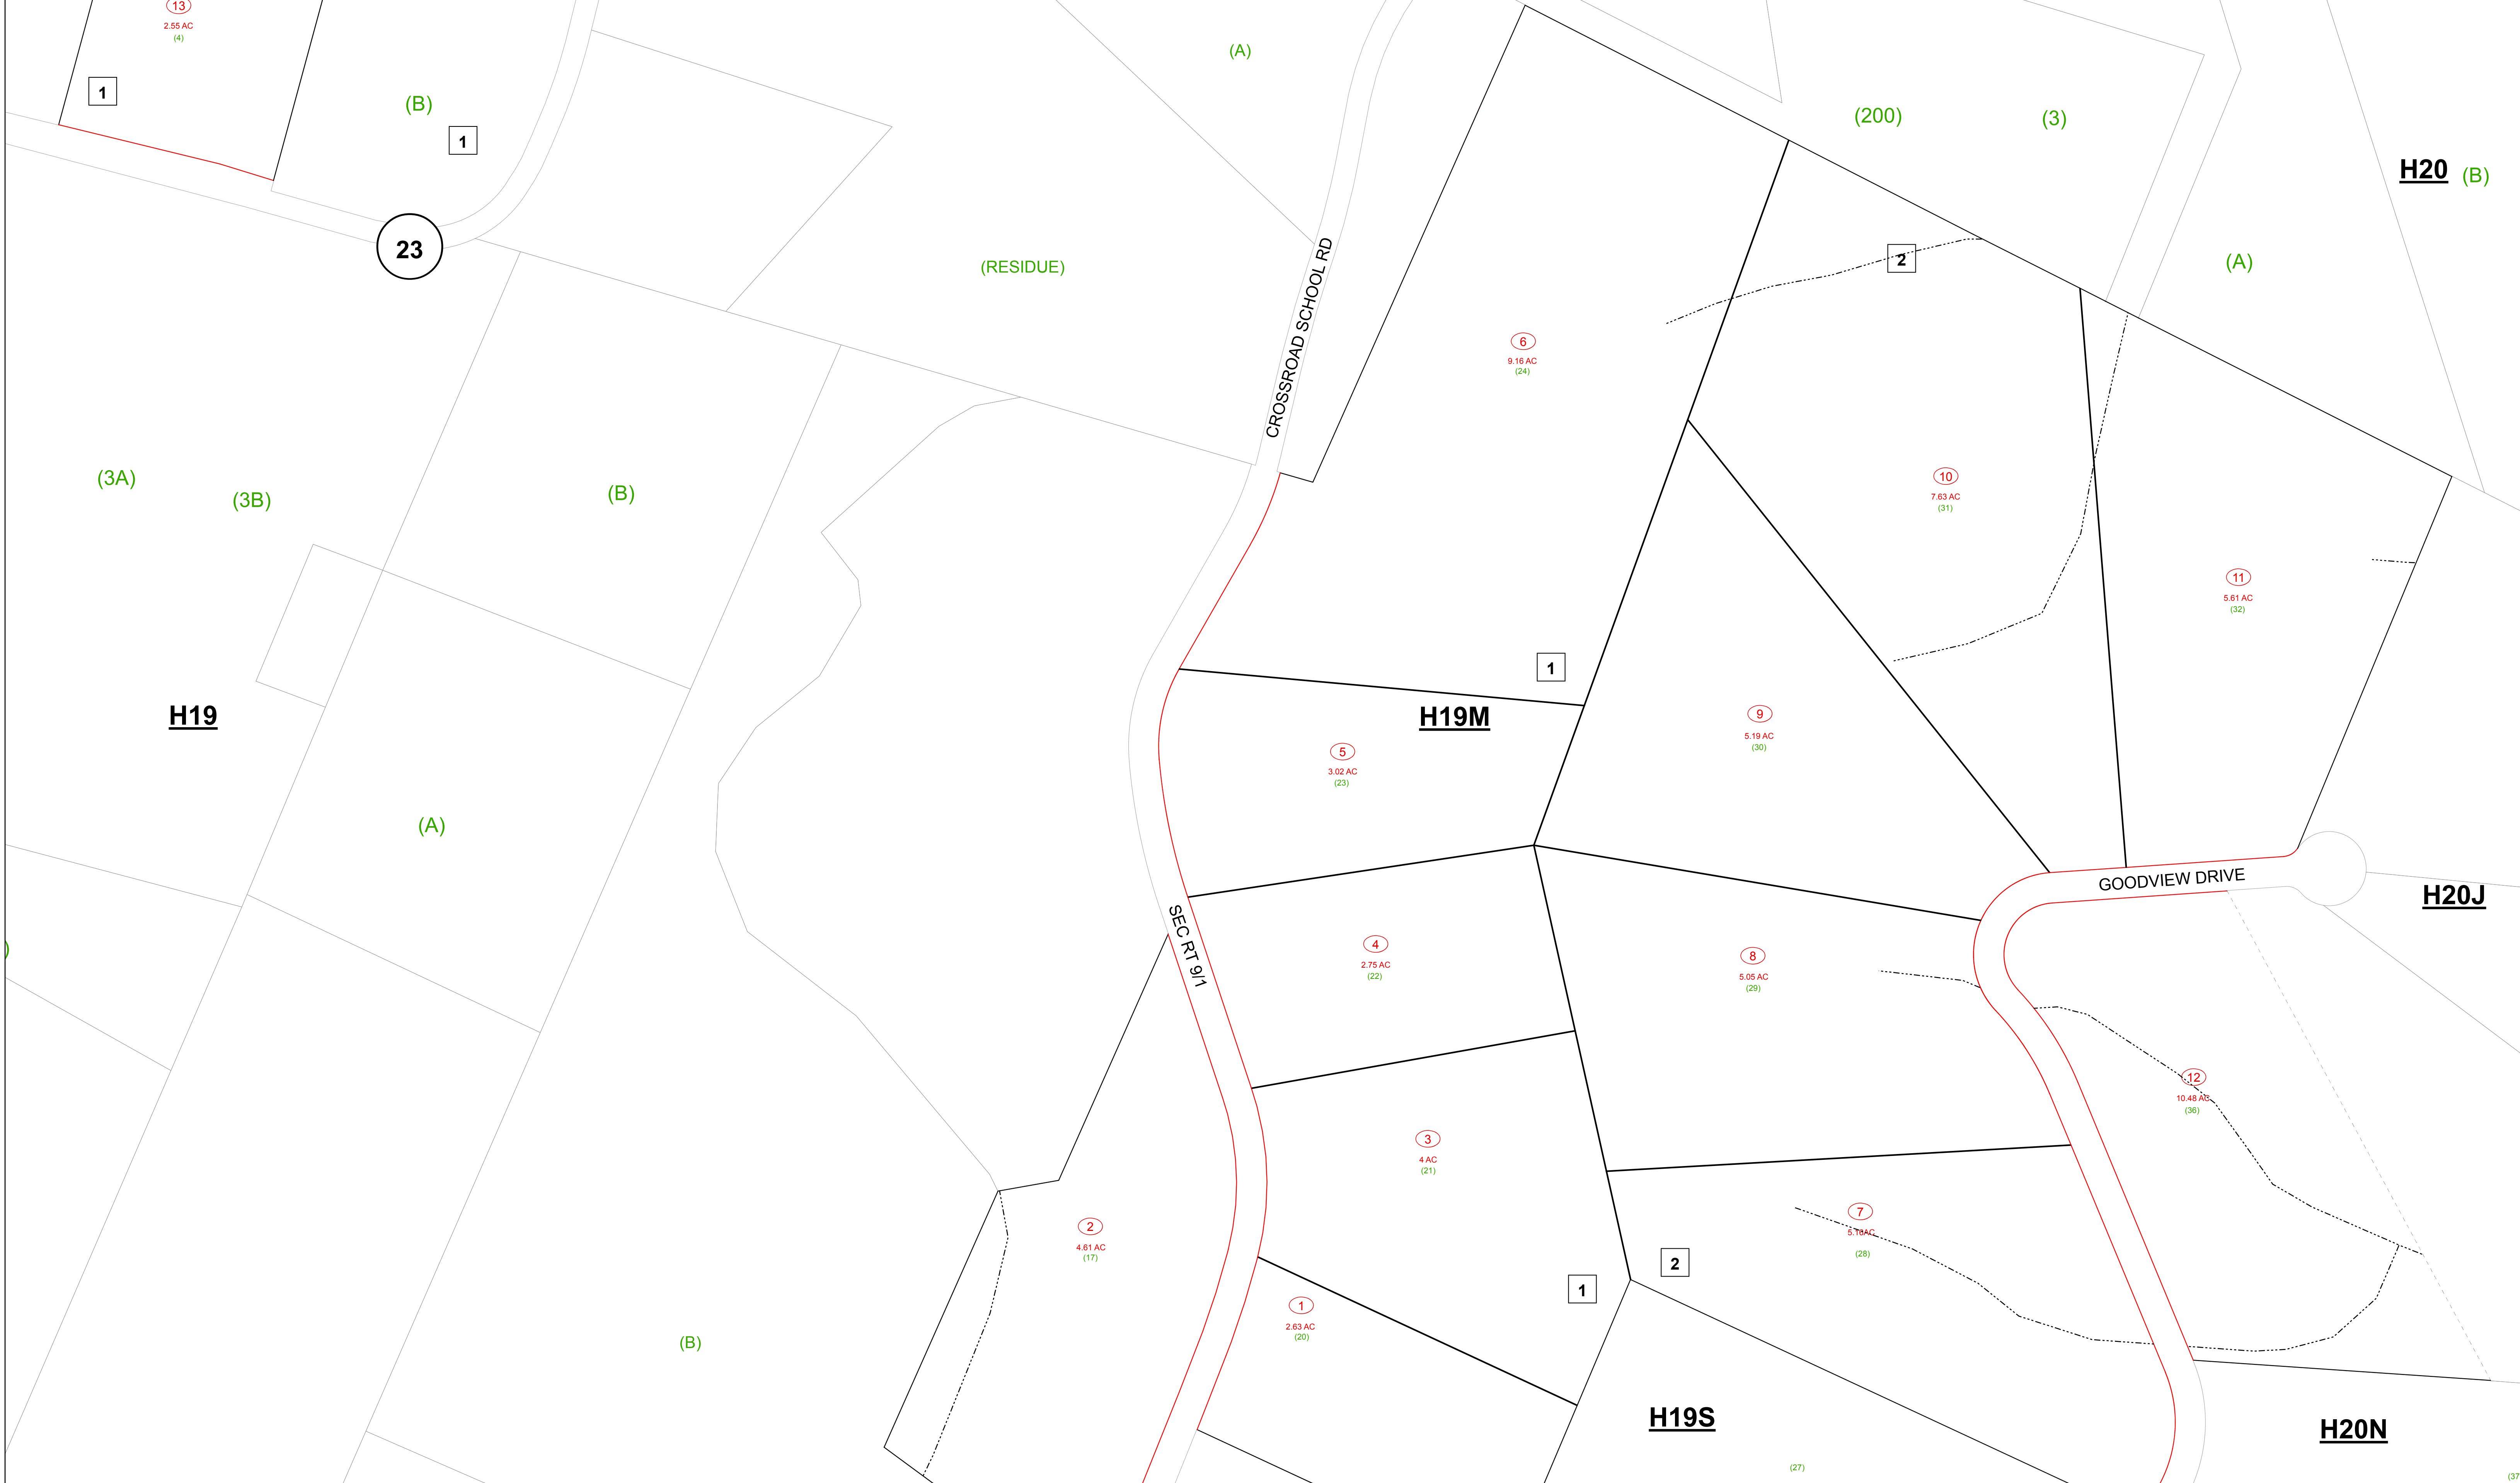 13
2.55 AC
(4)
1
(B)
1
23
(A)
(RESIDUE)
CROSSROAD SCHOOL RD
(200)
(3)
H20
(B)
(A)
2
6
9.16 AC
(24)
10
7.63 AC
(31)
11
5.61 AC
(32)
(3A)
(3B)
(B)
H19
(A)
1
H19M
9
5.19 AC
(30)
5
3.02 AC
(23)
GOODVIEW DRIVE
H20J
SEC RT 9/1
4
2.75 AC
(22)
8
5.05 AC
(29)
12
10.48 AC
(36)
3
4 AC
(21)
7
(28)
2
4.61 AC
(17)
2
1
1
2.63 AC
(20)
(B)
H19S
H20N
(27)
(37
)